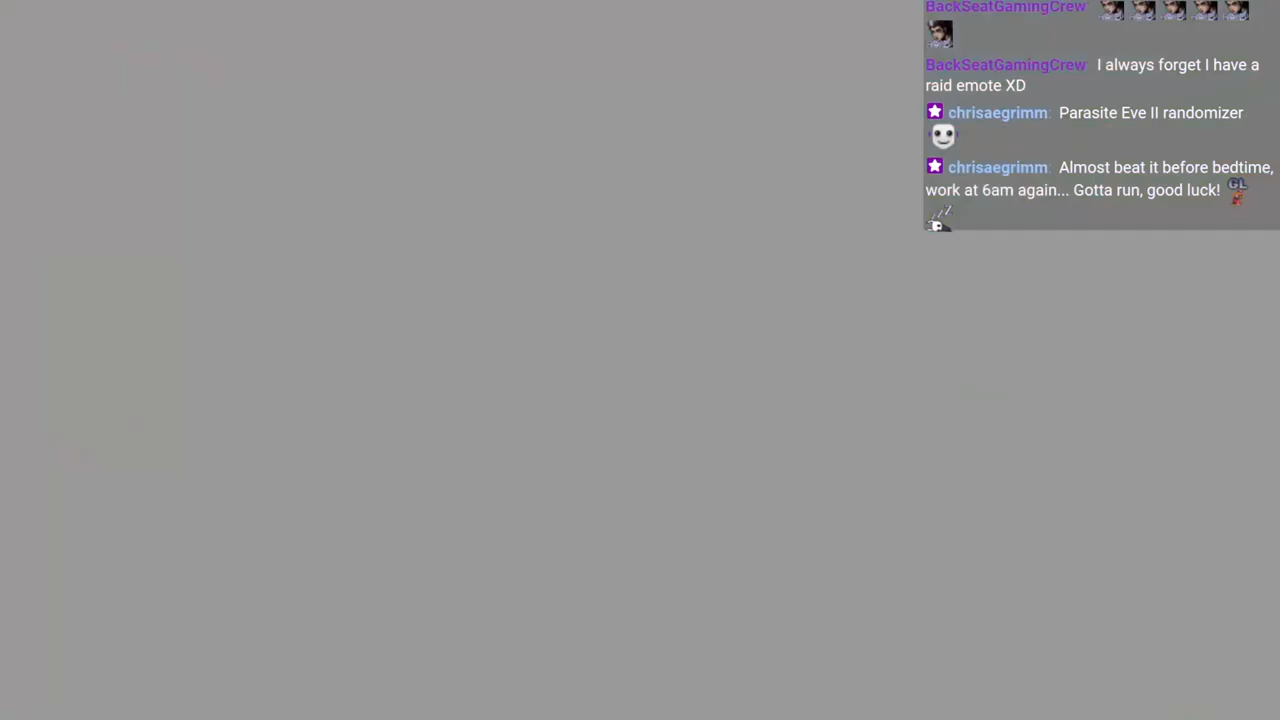 BackSeatGamingCrew:
BackSeatGamingCrew: I always forget I have a
raid emote XD
chrisaegrimm: Parasite Eve II randomizer
chrisaegrimm: Almost beat it before bedtime,
work at 6am again... Gotta run, good luck! GL